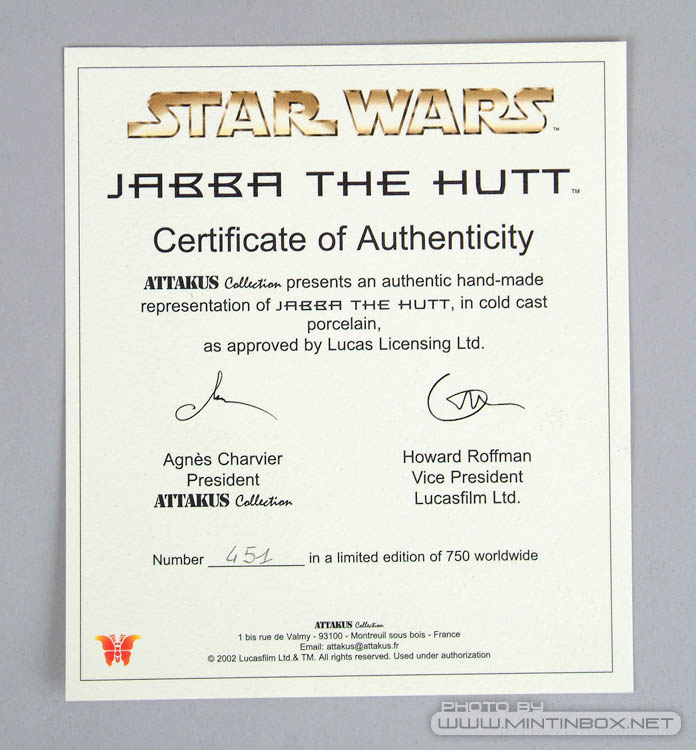 STAR WARS™
JABBA THE HUTT™
Certificate of Authenticity
ATTAKUS Collection presents an authentic hand-made
representation of JABBA THE HUTT, in cold cast
porcelain,
as approved by Lucas Licensing Ltd.
Agnès Charvier
President
ATTAKUS Collection
Howard Roffman
Vice President
Lucasfilm Ltd.
Number 451 in a limited edition of 750 worldwide
ATTAKUS Collection
1 bis rue de Valmy - 93100 - Montreuil sous bois - France
Email: attakus@attakus.fr
© 2002 Lucasfilm Ltd.& TM. All rights reserved. Used under authorization
PHOTO BY
WWW.MINTINBOX.NET